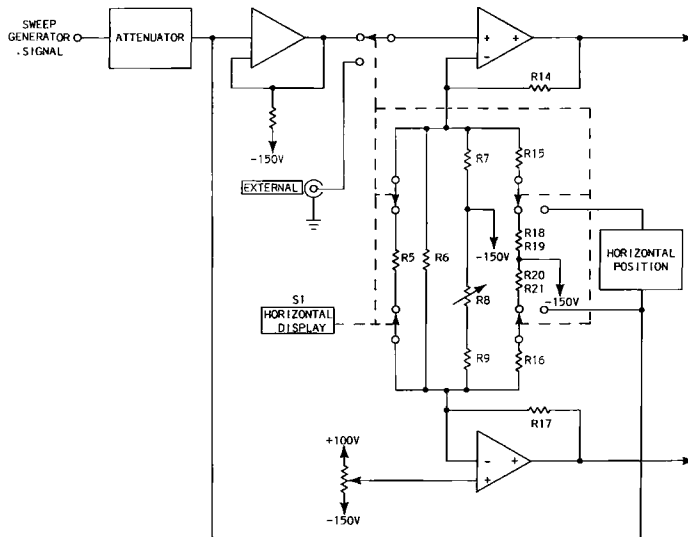 SWEEP
GENERATOR
.SIGNAL
ATTENUATOR
-150V
EXTERNAL
+
+
-
R14
R7
R15
R5
R6
-150V
R18
R19
R20
R21
-150V
HORIZONTAL
POSITION
S1
HORIZONTAL
DISPLAY
R8
R9
R16
R17
+100V
-150V
-
+
+